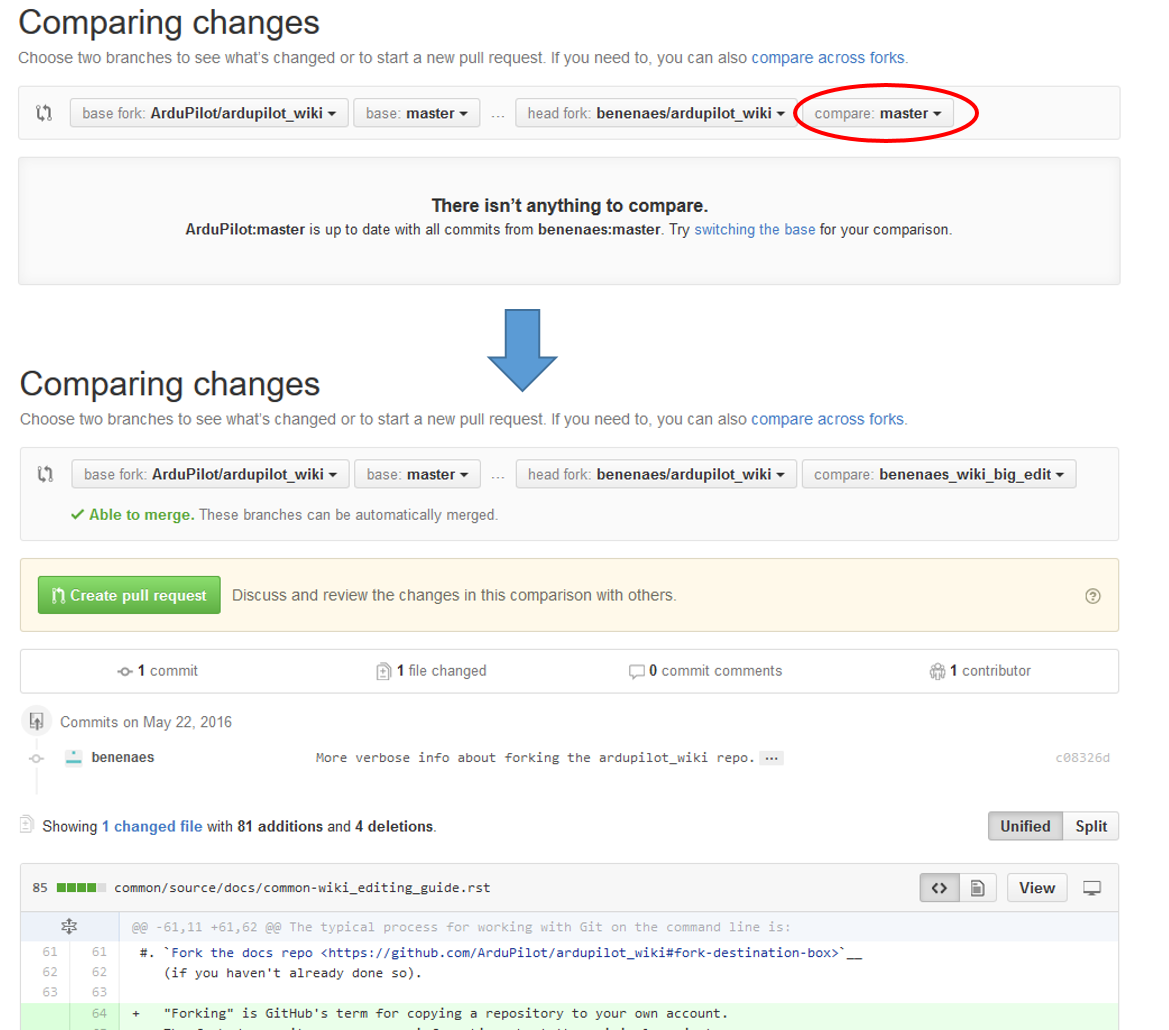 Comparing changes
Choose two branches to see what's changed or to start a new pull request. If you need to, you can also compare across forks.
base fork: ArduPilot/ardupilot_wiki base: master ... head fork: benenaes/ardupilot_wiki compare: master
There isn't anything to compare.
ArduPilot:master is up to date with all commits from benenaes:master. Try switching the base for your comparison.
Comparing changes
Choose two branches to see what's changed or to start a new pull request. If you need to, you can also compare across forks.
base fork: ArduPilot/ardupilot_wiki base: master ... head fork: benenaes/ardupilot_wiki compare: benenaes_wiki_big_edit
Able to merge. These branches can be automatically merged.
Create pull request Discuss and review the changes in this comparison with others. ?
1 commit 1 file changed 0 commit comments 1 contributor
Commits on May 22, 2016
benenaes More verbose info about forking the ardupilot_wiki repo. ... c08326d
Showing 1 changed file with 81 additions and 4 deletions. Unified Split
85 common/source/docs/common-wiki_editing_guide.rst <> View
@@ -61,11 +61,62 @@ The typical process for working with Git on the command line is:
61 61 #. `Fork the docs repo <https://github.com/ArduPilot/ardupilot_wiki#fork-destination-box>`__
62 62 (if you haven't already done so).
63 63
64 + "Forking" is GitHub's term for copying a repository to your own account.